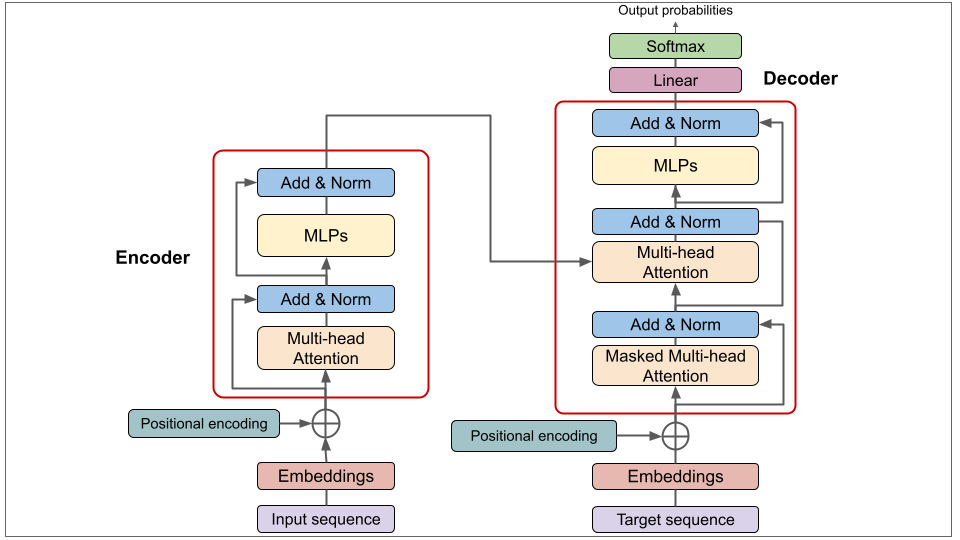 Output probabilities
Softmax
Linear
Decoder
Add & Norm
MLPs
Add & Norm
Multi-head
Attention
Add & Norm
Masked Multi-head
Attention
Positional encoding
Embeddings
Target sequence
Encoder
Add & Norm
MLPs
Add & Norm
Multi-head
Attention
Positional encoding
Embeddings
Input sequence